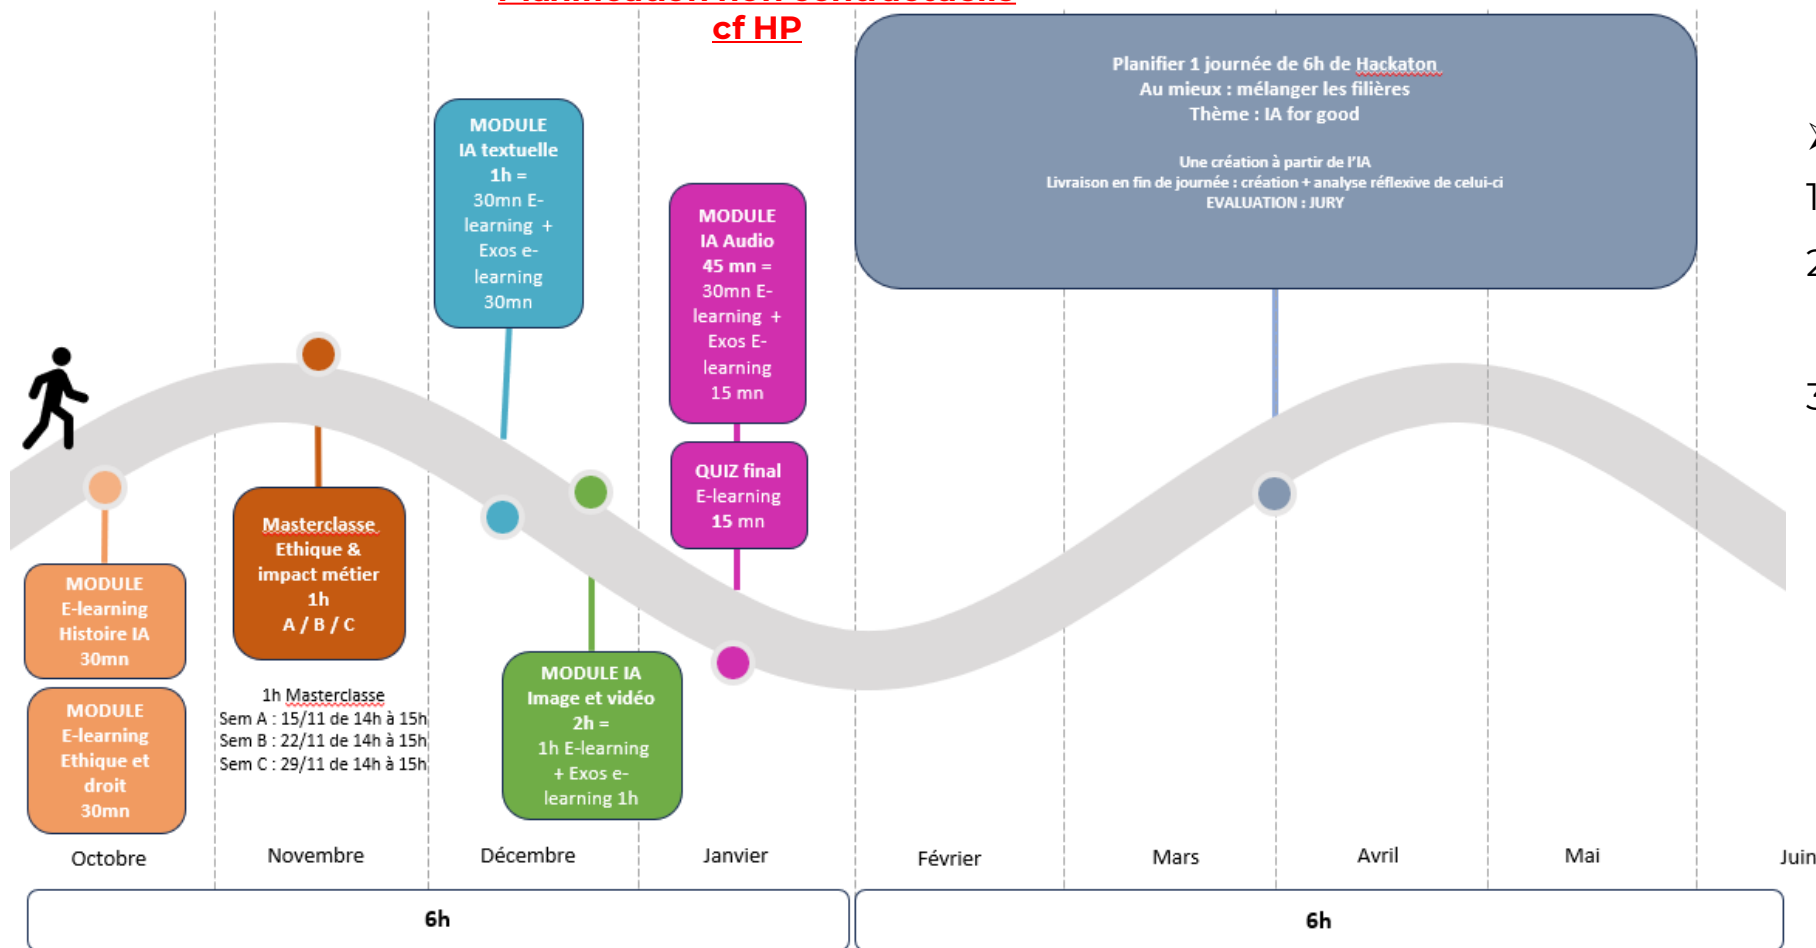 cf HP
Planifier 1 journée de 6h de Hackaton
Au mieux : mélanger les filières
Thème : IA for good
Une création à partir de l'IA
Livraison en fin de journée : création + analyse réflexive de celui-ci
EVALUATION : JURY
MODULE
IA textuelle
1h =
30mn E-
learning +
Exos e-
learning
30mn
MODULE
IA Audio
45 mn =
30mn E-
learning +
Exos E-
learning
15 mn
QUIZ final
E-learning
15 mn
MODULE
E-learning
Histoire IA
30mn
MODULE
E-learning
Ethique et
droit
30mn
Masterclasse
Ethique &
impact métier
1h
A / B / C
1h Masterclasse
Sem A : 15/11 de 14h à 15h
Sem B : 22/11 de 14h à 15h
Sem C : 29/11 de 14h à 15h
MODULE IA
Image et vidéo
2h =
1h E-learning
+ Exos e-
learning 1h
1
2
3
Octobre
Novembre
Décembre
Janvier
Février
Mars
Avril
Mai
Juin
6h
6h